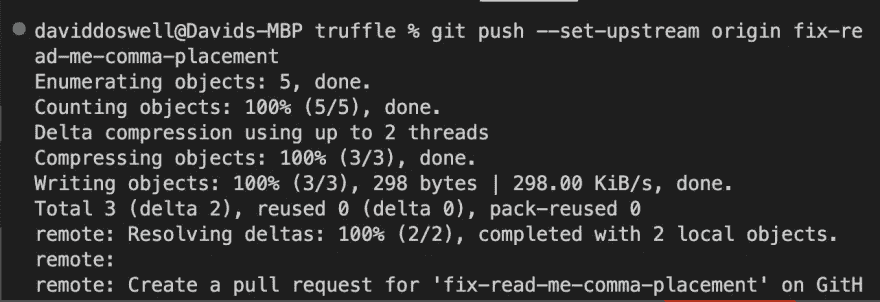 daviddoswell@Davids-MBP truffle % git push --set-upstream origin fix-re
ad-me-comma-placement
Enumerating objects: 5, done.
Counting objects: 100% (5/5), done.
Delta compression using up to 2 threads
Compressing objects: 100% (3/3), done.
Writing objects: 100% (3/3), 298 bytes | 298.00 KiB/s, done.
Total 3 (delta 2), reused 0 (delta 0), pack-reused 0
remote: Resolving deltas: 100% (2/2), completed with 2 local objects.
remote:
remote: Create a pull request for 'fix-read-me-comma-placement' on GitH